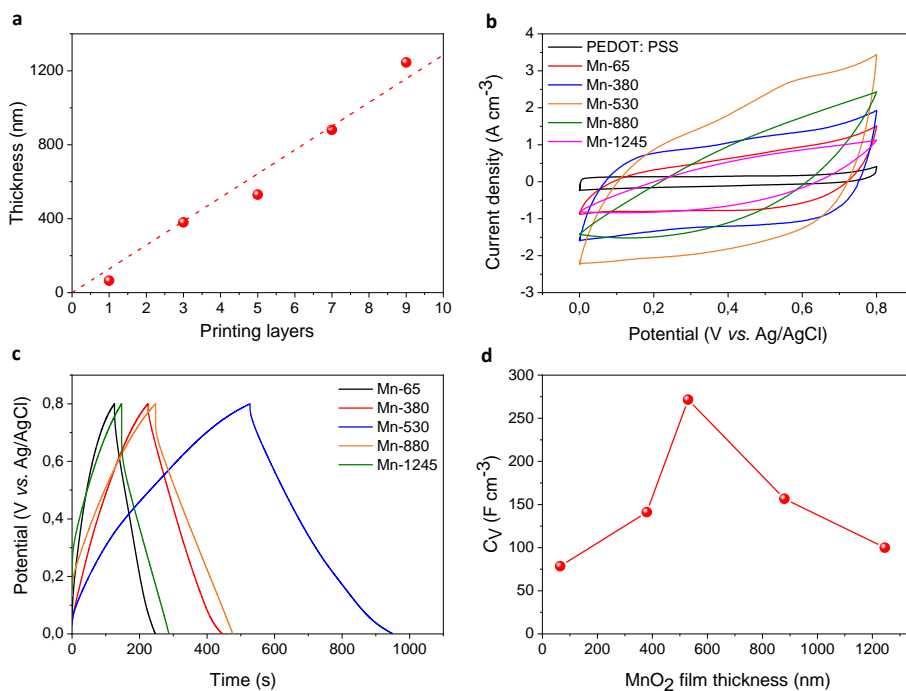 a
1200
800
400
0
Thickness (nm)
0 1 2 3 4 5 6 7 8 9 10
Printing layers
b
4
3
2
1
0
-1
-2
-3
Current density (A cm⁻³)
PEDOT: PSS
Mn-65
Mn-380
Mn-530
Mn-880
Mn-1245
0,0 0,2 0,4 0,6 0,8
Potential (V vs. Ag/AgCl)
c
1,0
0,8
0,6
0,4
0,2
0,0
Potential (V vs. Ag/AgCl)
Mn-65
Mn-380
Mn-530
Mn-880
Mn-1245
0 200 400 600 800 1000
Time (s)
d
300
250
200
150
100
50
0
CV (F cm⁻³)
0 200 400 600 800 1000 1200
MnO₂ film thickness (nm)